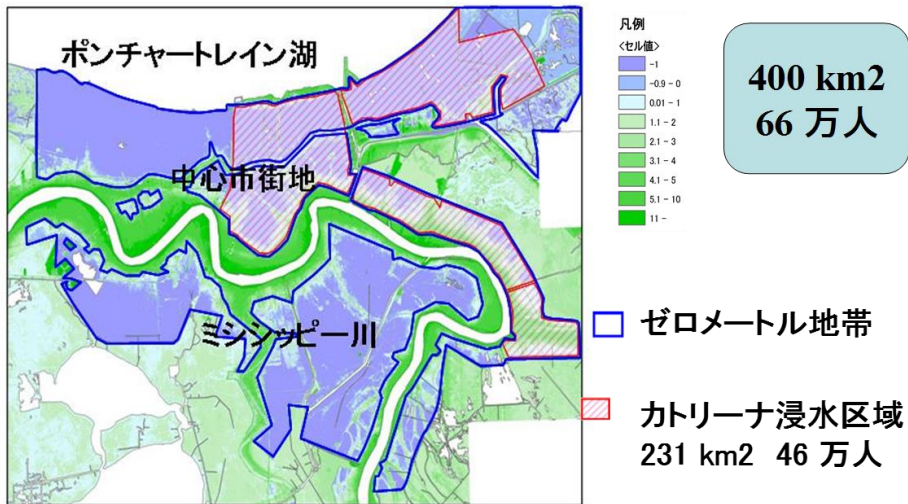 ポンチャートレイン湖
中心市街地
ミシシッピー川
凡例
<セル値>
-1
-0.9 - 0
0.01 - 1
1.1 - 2
2.1 - 3
3.1 - 4
4.1 - 5
5.1 - 10
11 -
400 km2
66 万人
ゼロメートル地帯
カトリーナ浸水区域
231 km2 46 万人